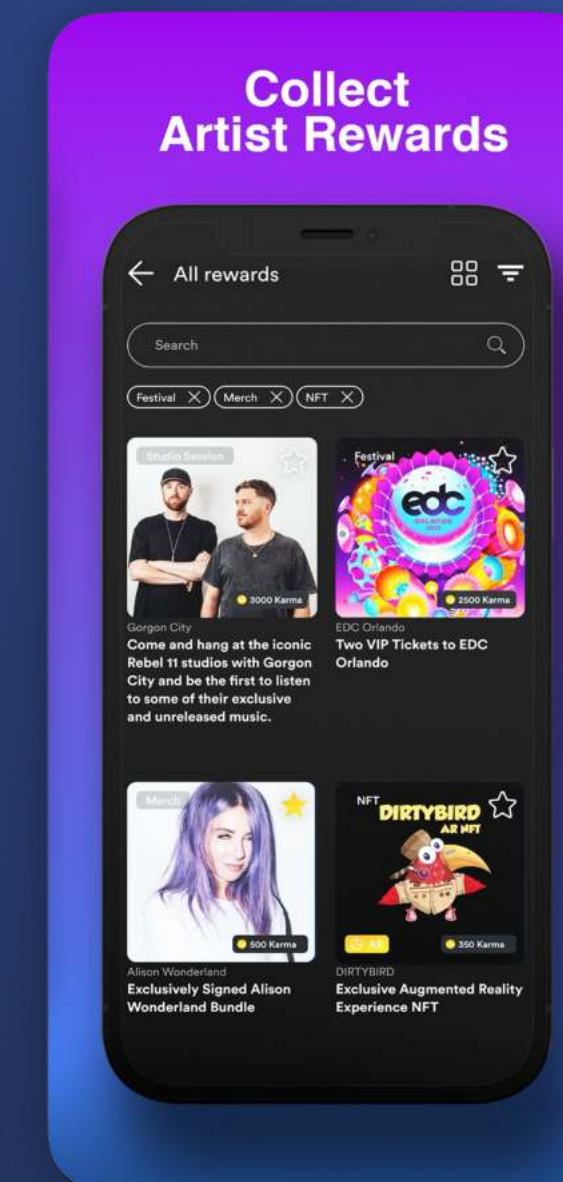 Collect
Artist Rewards
All rewards
Search
Festival
Merch
NFT
Studio Session
3000 Karma
Gorgon City
Come and hang at the iconic
Rebel 11 studios with Gorgon
City and be the first to listen
to some of their exclusive
and unreleased music.
Festival
edc
ORLANDO
2500 Karma
EDC Orlando
Two VIP Tickets to EDC
Orlando
Merch
500 Karma
Alison Wonderland
Exclusively Signed Alison
Wonderland Bundle
NFT
DIRTYBIRD
AR NFT
AR
350 Karma
DIRTYBIRD
Exclusive Augmented Reality
Experience NFT